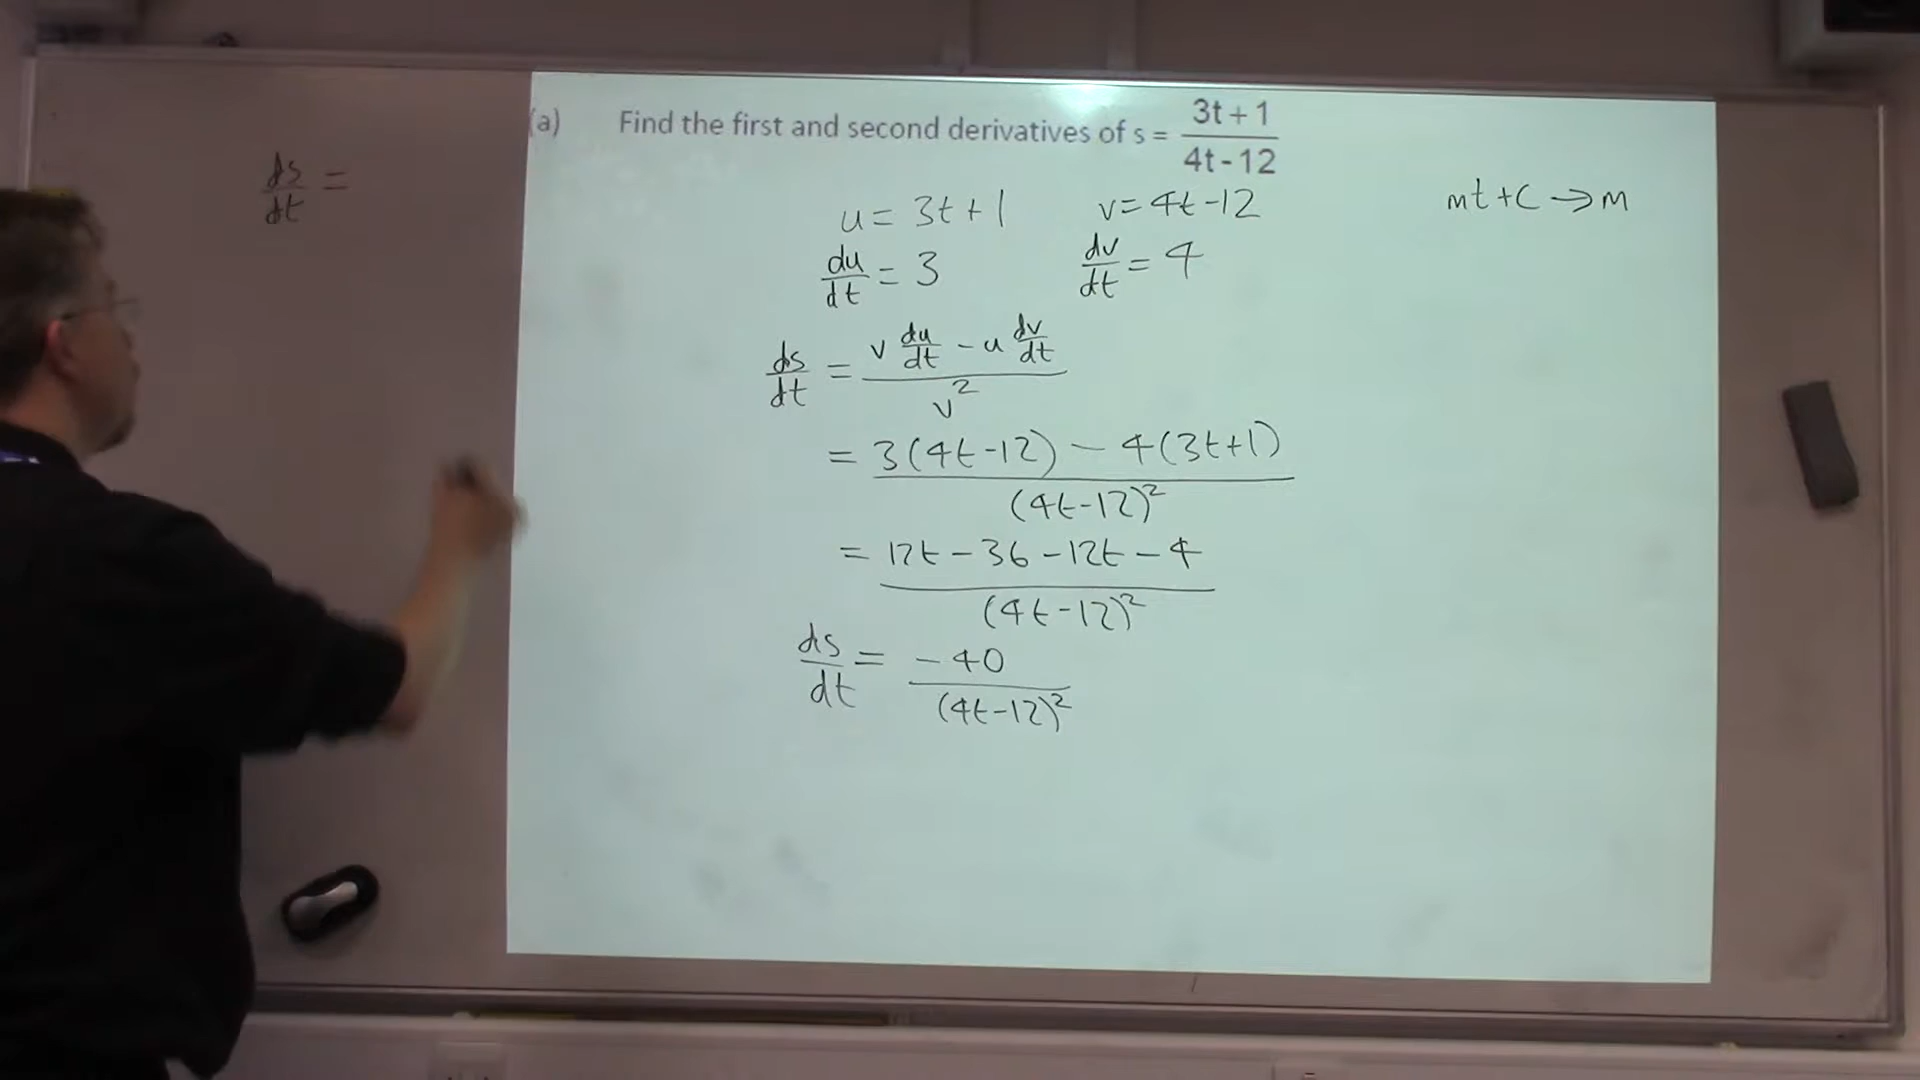 (a) Find the first and second derivatives of s = (3t + 1)/(4t - 12)
ds/dt =
u = 3t + 1 v = 4t - 12 mt + C → m
du/dt = 3 dv/dt = 4
ds/dt = (v du/dt - u dv/dt)/v²
= (3(4t - 12) - 4(3t + 1))/(4t - 12)²
= (12t - 36 - 12t - 4)/(4t - 12)²
ds/dt = -40/(4t - 12)²